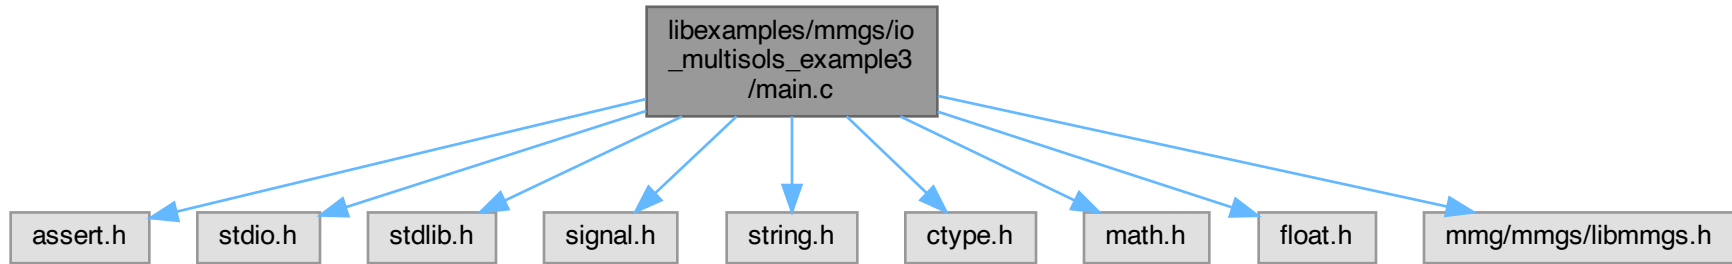 libexamples/mmgs/io
_multisols_example3
/main.c
assert.h
stdio.h
stdlib.h
signal.h
string.h
ctype.h
math.h
float.h
mmg/mmgs/libmmgs.h